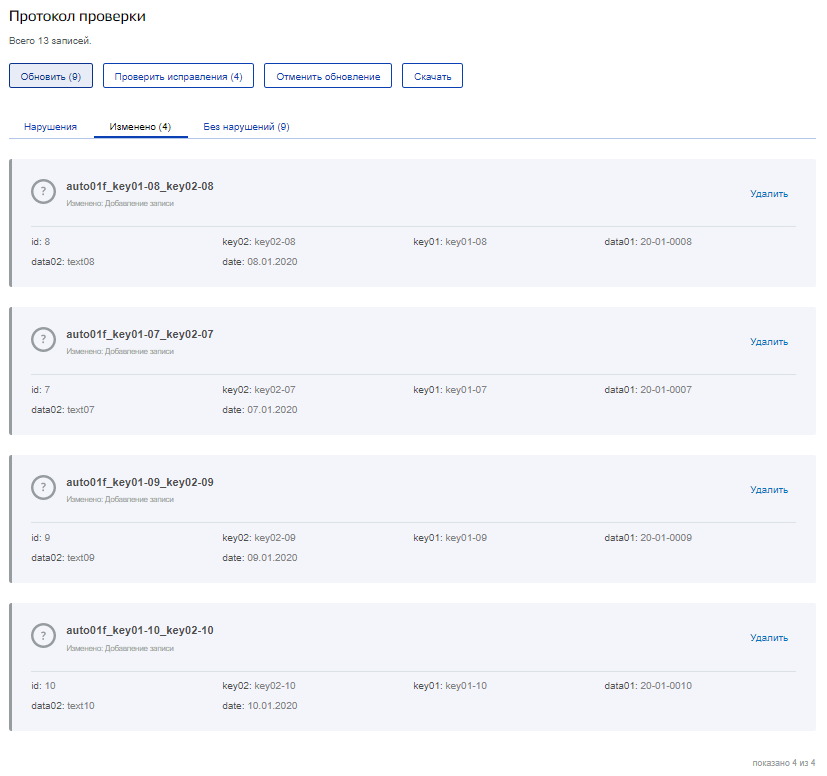 Протокол проверки
Всего 13 записей.
Обновить (9) Проверить исправления (4) Отменить обновление Скачать
Нарушения Изменено (4) Без нарушений (9)
? auto01f_key01-08_key02-08 Удалить
Изменено: Добавление записи
id: 8 key02: key02-08 key01: key01-08 data01: 20-01-0008
data02: text08 date: 08.01.2020
? auto01f_key01-07_key02-07 Удалить
Изменено: Добавление записи
id: 7 key02: key02-07 key01: key01-07 data01: 20-01-0007
data02: text07 date: 07.01.2020
? auto01f_key01-09_key02-09 Удалить
Изменено: Добавление записи
id: 9 key02: key02-09 key01: key01-09 data01: 20-01-0009
data02: text09 date: 09.01.2020
? auto01f_key01-10_key02-10 Удалить
Изменено: Добавление записи
id: 10 key02: key02-10 key01: key01-10 data01: 20-01-0010
data02: text10 date: 10.01.2020
показано 4 из 4